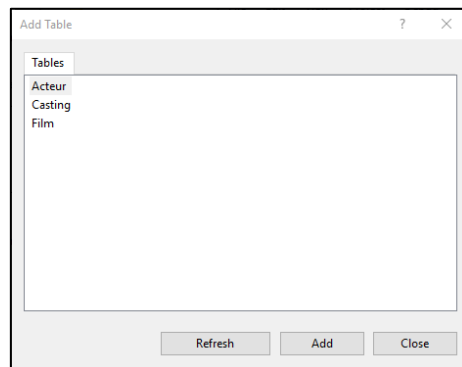 Add Table ? ×
Tables
Acteur
Casting
Film
Refresh Add Close